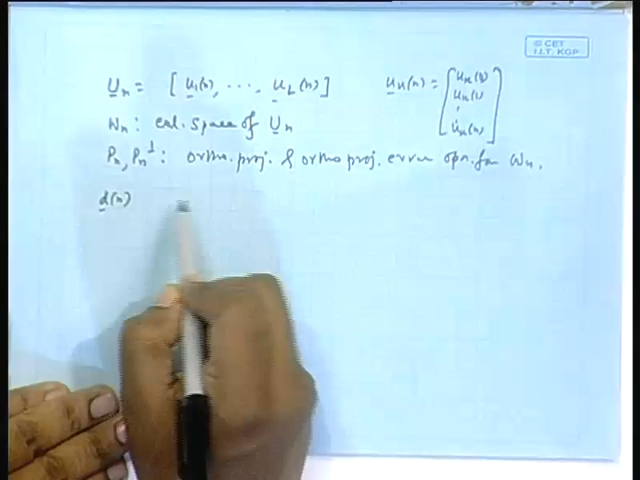 © CET
I.I.T. KGP
U_n = [ u_1(n), ..., u_L(n) ]   u_k(n) = [ u_k(0) u_k(1) ⋮ u_k(n) ]
W_n : col. space of U_n
P_n, P_n^⊥ : ortho. proj. & ortho proj. error opr. for W_n.
d(n)